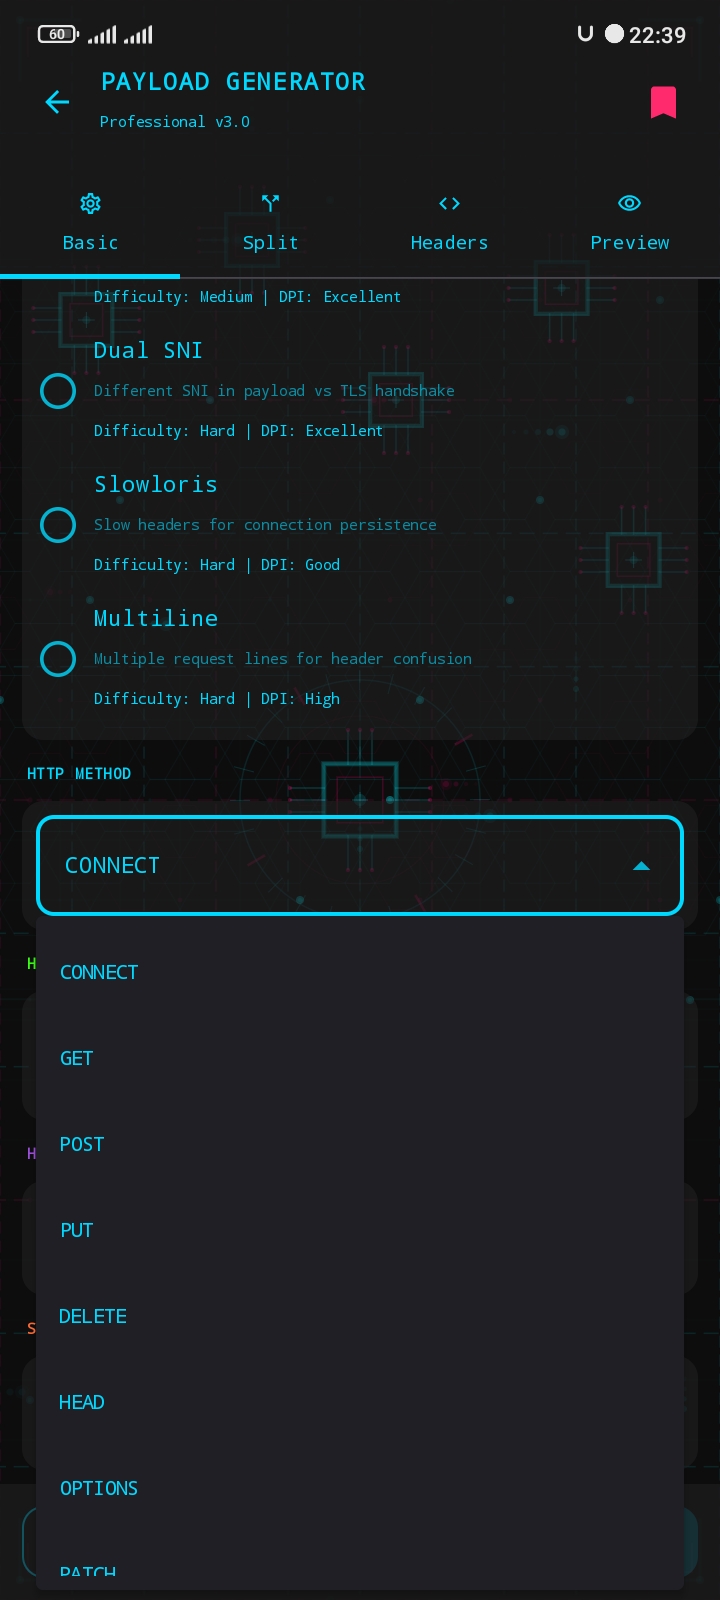 60
22:39
PAYLOAD GENERATOR
Professional v3.0
Basic
Split
Headers
Preview
Difficulty: Medium | DPI: Excellent
Dual SNI
Different SNI in payload vs TLS handshake
Difficulty: Hard | DPI: Excellent
Slowloris
Slow headers for connection persistence
Difficulty: Hard | DPI: Good
Multiline
Multiple request lines for header confusion
Difficulty: Hard | DPI: High
HTTP METHOD
CONNECT
CONNECT
H
GET
POST
H
PUT
DELETE
S
HEAD
OPTIONS
PATCH